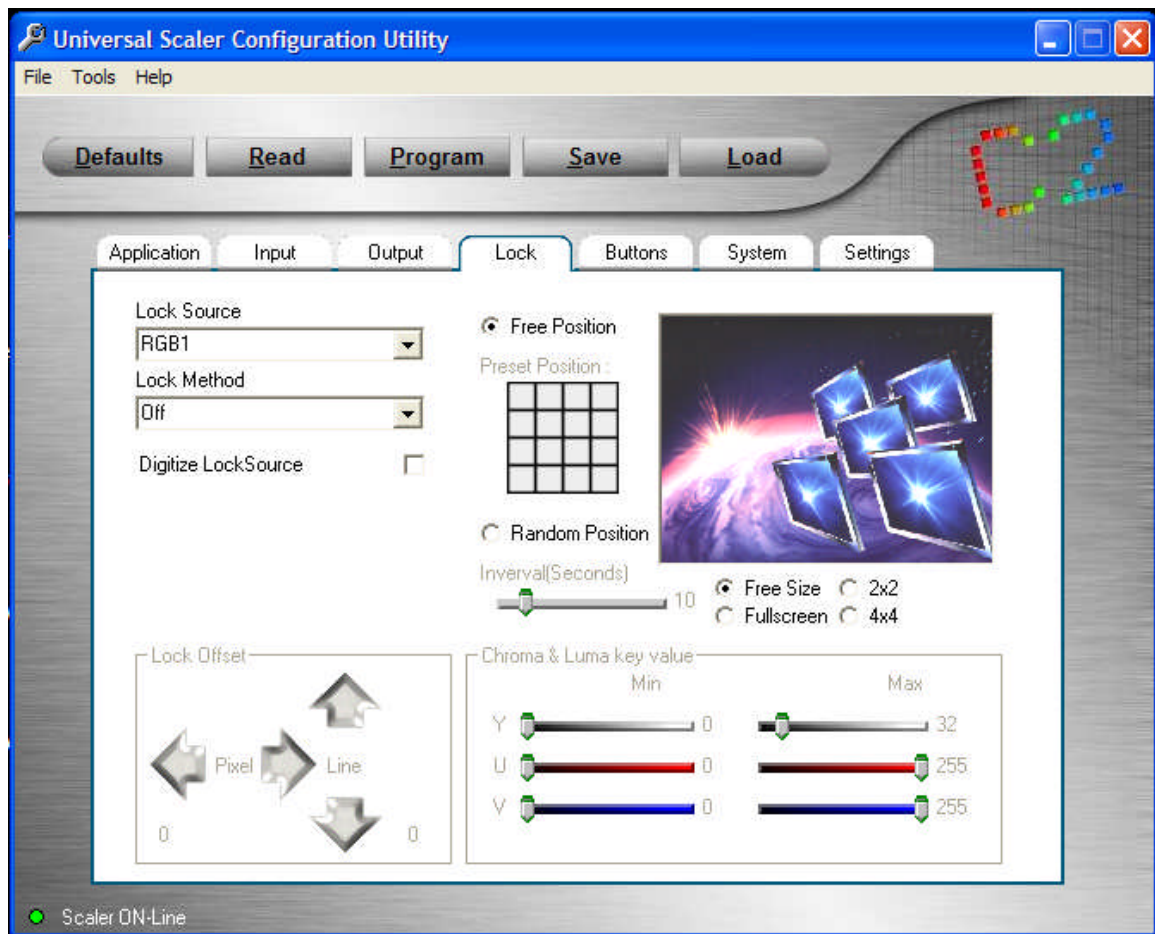 Universal Scaler Configuration Utility
File Tools Help
Defaults Read Program Save Load
C2
Application Input Output Lock Buttons System Settings
Lock Source
RGB1
Lock Method
Off
Digitize LockSource
Free Position
Preset Position :
Random Position
Inverval(Seconds)
10
Free Size 2x2
Fullscreen 4x4
Lock Offset
Pixel Line
0 0
Chroma & Luma key value
Min Max
Y 0 32
U 0 255
V 0 255
Scaler ON-Line